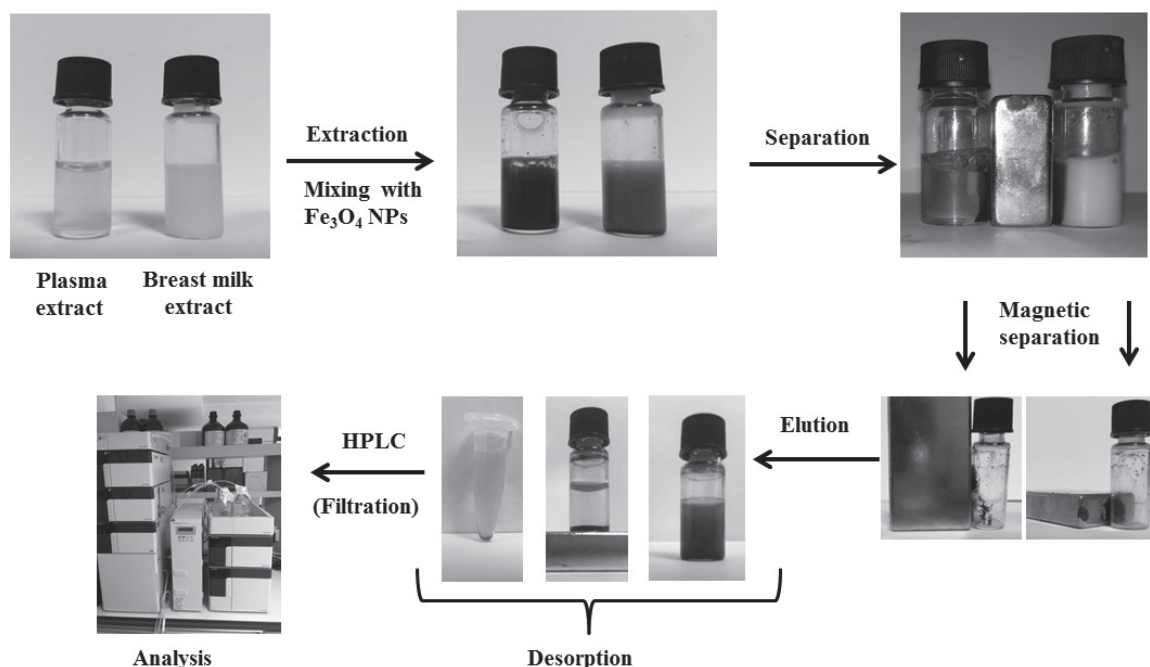 Extraction
Mixing with
Fe₃O₄ NPs
Separation
Plasma
extract
Breast milk
extract
Magnetic
separation
Elution
HPLC
(Filtration)
Analysis
Desorption